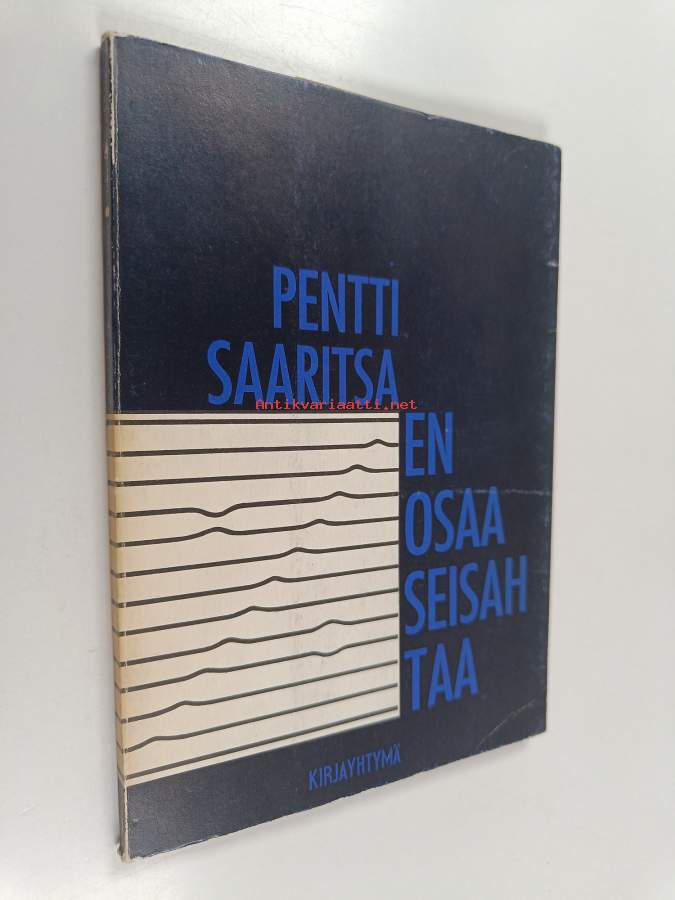 PENTTI
SAARITSA
Antikvariaatti.net
EN
OSAA
SEISAH
TAA
KIRJAYHTYMÄ